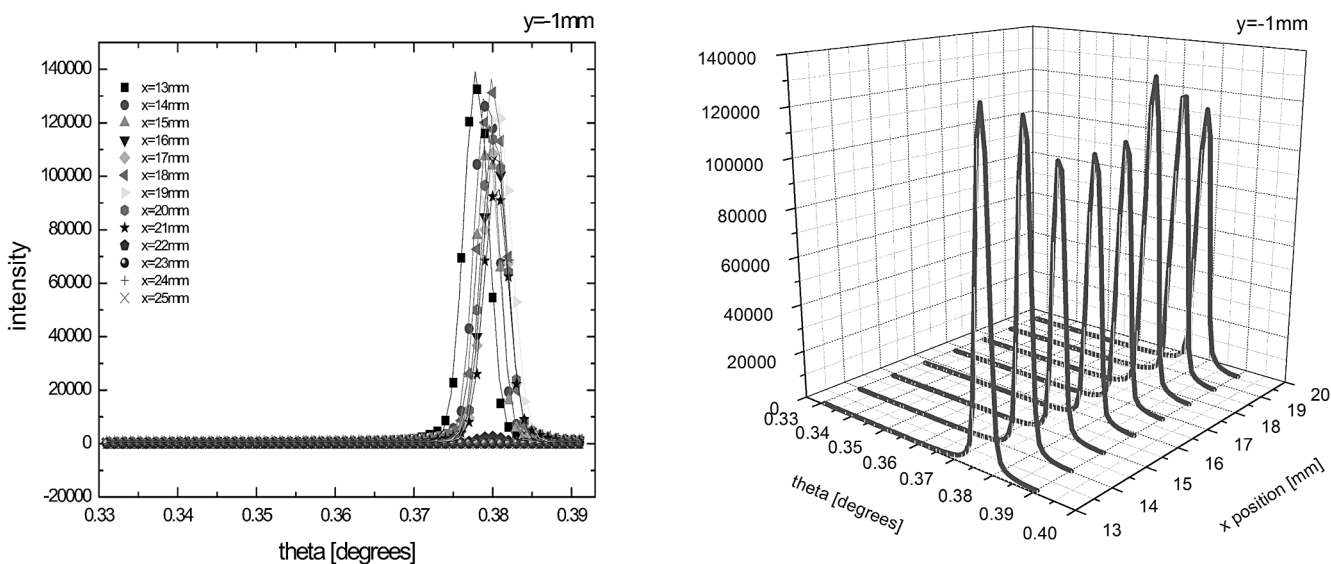 y=-1mm
140000
120000
100000
80000
60000
40000
20000
0
-20000
intensity
x=13mm
x=14mm
x=15mm
x=16mm
x=17mm
x=18mm
x=19mm
x=20mm
x=21mm
x=22mm
x=23mm
x=24mm
x=25mm
0.33 0.34 0.35 0.36 0.37 0.38 0.39
theta [degrees]
y=-1mm
140000
120000
100000
80000
60000
40000
20000
0
0.33 0.34 0.35 0.36 0.37 0.38 0.39 0.40
theta [degrees]
13 14 15 16 17 18 19 20
x position [mm]